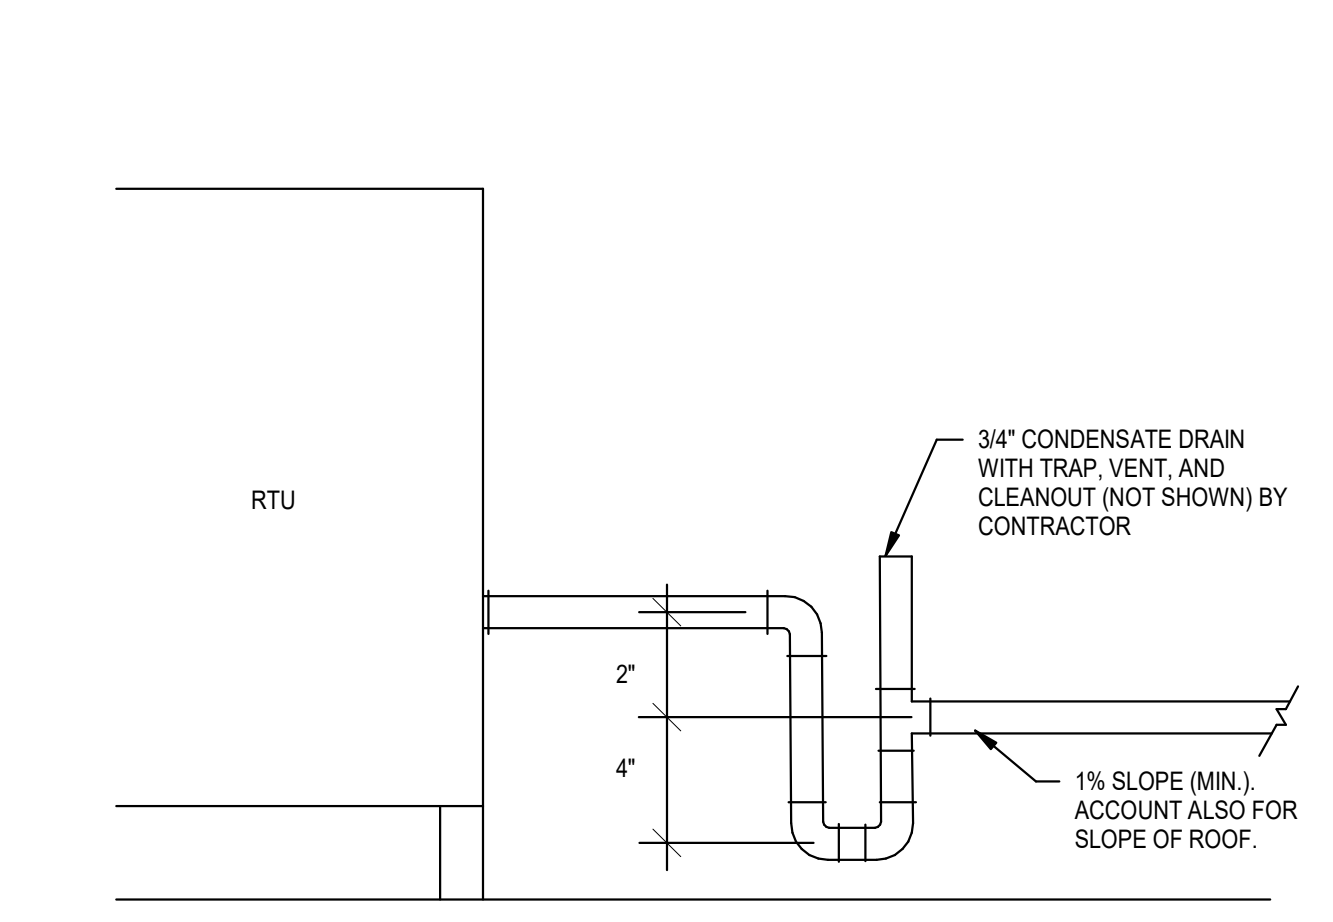 3/4" CONDENSATE DRAIN
WITH TRAP, VENT, AND
CLEANOUT (NOT SHOWN) BY
CONTRACTOR
RTU
2"
4"
1% SLOPE (MIN.).
ACCOUNT ALSO FOR
SLOPE OF ROOF.